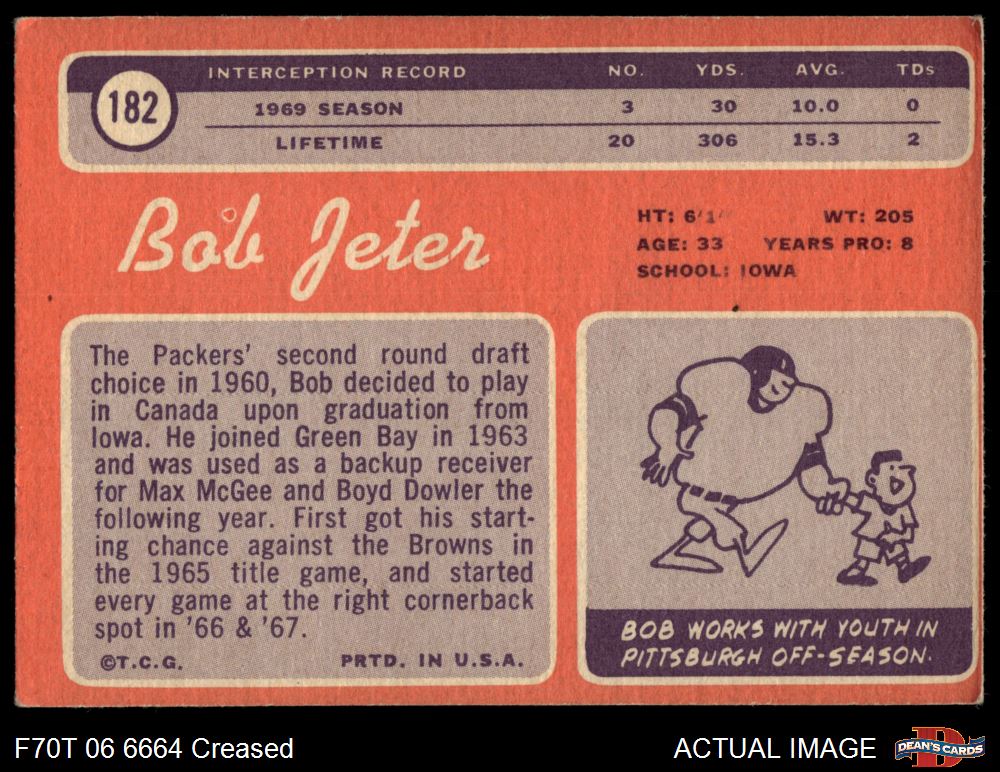 182
INTERCEPTION RECORD NO. YDS. AVG. TDs
1969 SEASON 3 30 10.0 0
LIFETIME 20 306 15.3 2
Bob Jeter
HT: 6'1" WT: 205
AGE: 33 YEARS PRO: 8
SCHOOL: IOWA
The Packers' second round draft
choice in 1960, Bob decided to play
in Canada upon graduation from
Iowa. He joined Green Bay in 1963
and was used as a backup receiver
for Max McGee and Boyd Dowler the
following year. First got his start-
ing chance against the Browns in
the 1965 title game, and started
every game at the right cornerback
spot in '66 & '67.
©T.C.G. PRTD. IN U.S.A.
BOB WORKS WITH YOUTH IN
PITTSBURGH OFF-SEASON.
F70T 06 6664 Creased ACTUAL IMAGE DEAN'S CARDS